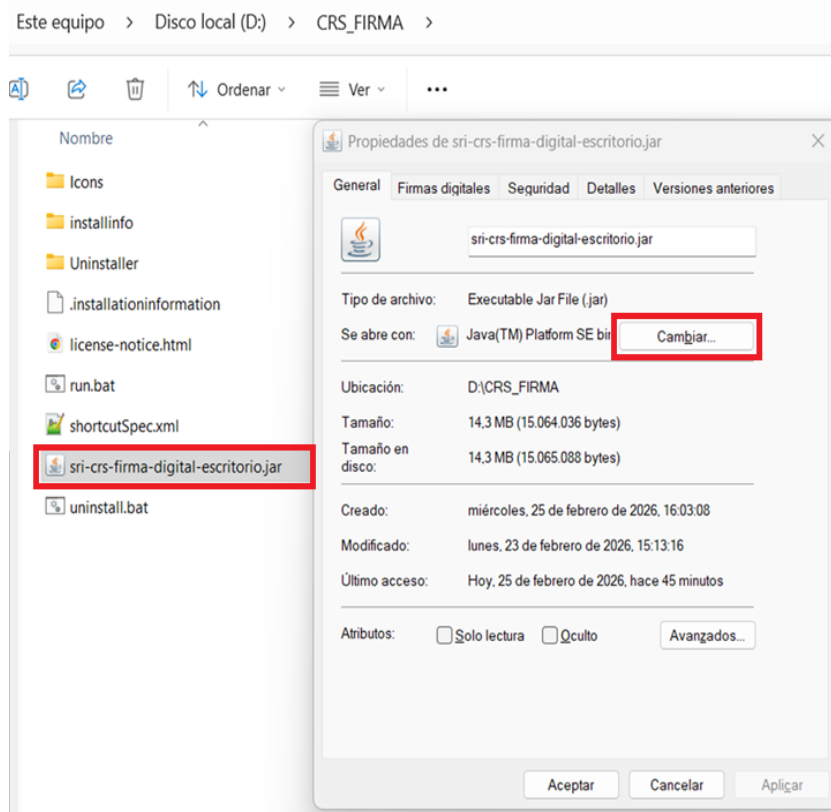 Este equipo > Disco local (D:) > CRS_FIRMA >
A Ordenar Ver ...
Nombre
Icons
installinfo
Uninstaller
.installationinformation
license-notice.html
run.bat
shortcutSpec.xml
sri-crs-firma-digital-escritorio.jar
uninstall.bat
Propiedades de sri-crs-firma-digital-escritorio.jar
General Firmas digitales Seguridad Detalles Versiones anteriores
sri-crs-firma-digital-escritorio.jar
Tipo de archivo: Executable Jar File (.jar)
Se abre con: Java(TM) Platform SE bin Cambiar...
Ubicación: D:\CRS_FIRMA
Tamaño: 14,3 MB (15.064.036 bytes)
Tamaño en
disco: 14,3 MB (15.065.088 bytes)
Creado: miércoles, 25 de febrero de 2026, 16:03:08
Modificado: lunes, 23 de febrero de 2026, 15:13:16
Último acceso: Hoy, 25 de febrero de 2026, hace 45 minutos
Atributos: Solo lectura Oculto Avanzados...
Aceptar Cancelar Aplicar